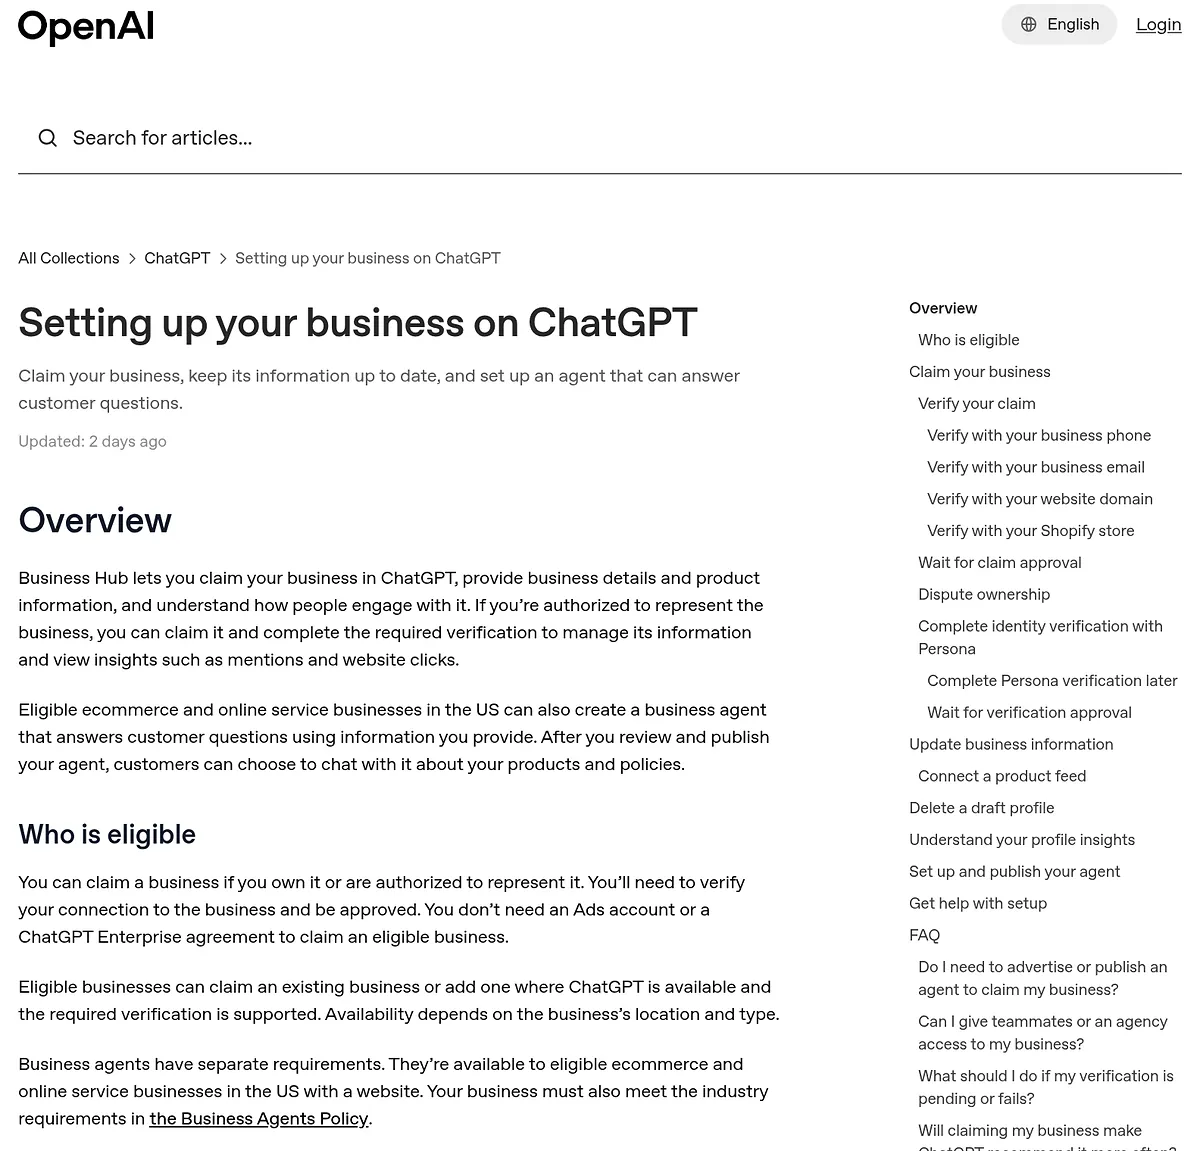 OpenAI
English
Login
Search for articles...
All Collections > ChatGPT > Setting up your business on ChatGPT
Setting up your business on ChatGPT
Claim your business, keep its information up to date, and set up an agent that can answer
customer questions.
Updated: 2 days ago
Overview
Business Hub lets you claim your business in ChatGPT, provide business details and product
information, and understand how people engage with it. If you’re authorized to represent the
business, you can claim it and complete the required verification to manage its information
and view insights such as mentions and website clicks.
Eligible ecommerce and online service businesses in the US can also create a business agent
that answers customer questions using information you provide. After you review and publish
your agent, customers can choose to chat with it about your products and policies.
Who is eligible
You can claim a business if you own it or are authorized to represent it. You’ll need to verify
your connection to the business and be approved. You don’t need an Ads account or a
ChatGPT Enterprise agreement to claim an eligible business.
Eligible businesses can claim an existing business or add one where ChatGPT is available and
the required verification is supported. Availability depends on the business’s location and type.
Business agents have separate requirements. They’re available to eligible ecommerce and
online service businesses in the US with a website. Your business must also meet the industry
requirements in the Business Agents Policy.
Overview
Who is eligible
Claim your business
Verify your claim
Verify with your business phone
Verify with your business email
Verify with your website domain
Verify with your Shopify store
Wait for claim approval
Dispute ownership
Complete identity verification with
Persona
Complete Persona verification later
Wait for verification approval
Update business information
Connect a product feed
Delete a draft profile
Understand your profile insights
Set up and publish your agent
Get help with setup
FAQ
Do I need to advertise or publish an
agent to claim my business?
Can I give teammates or an agency
access to my business?
What should I do if my verification is
pending or fails?
Will claiming my business make
ChatGPT recommend it more often?